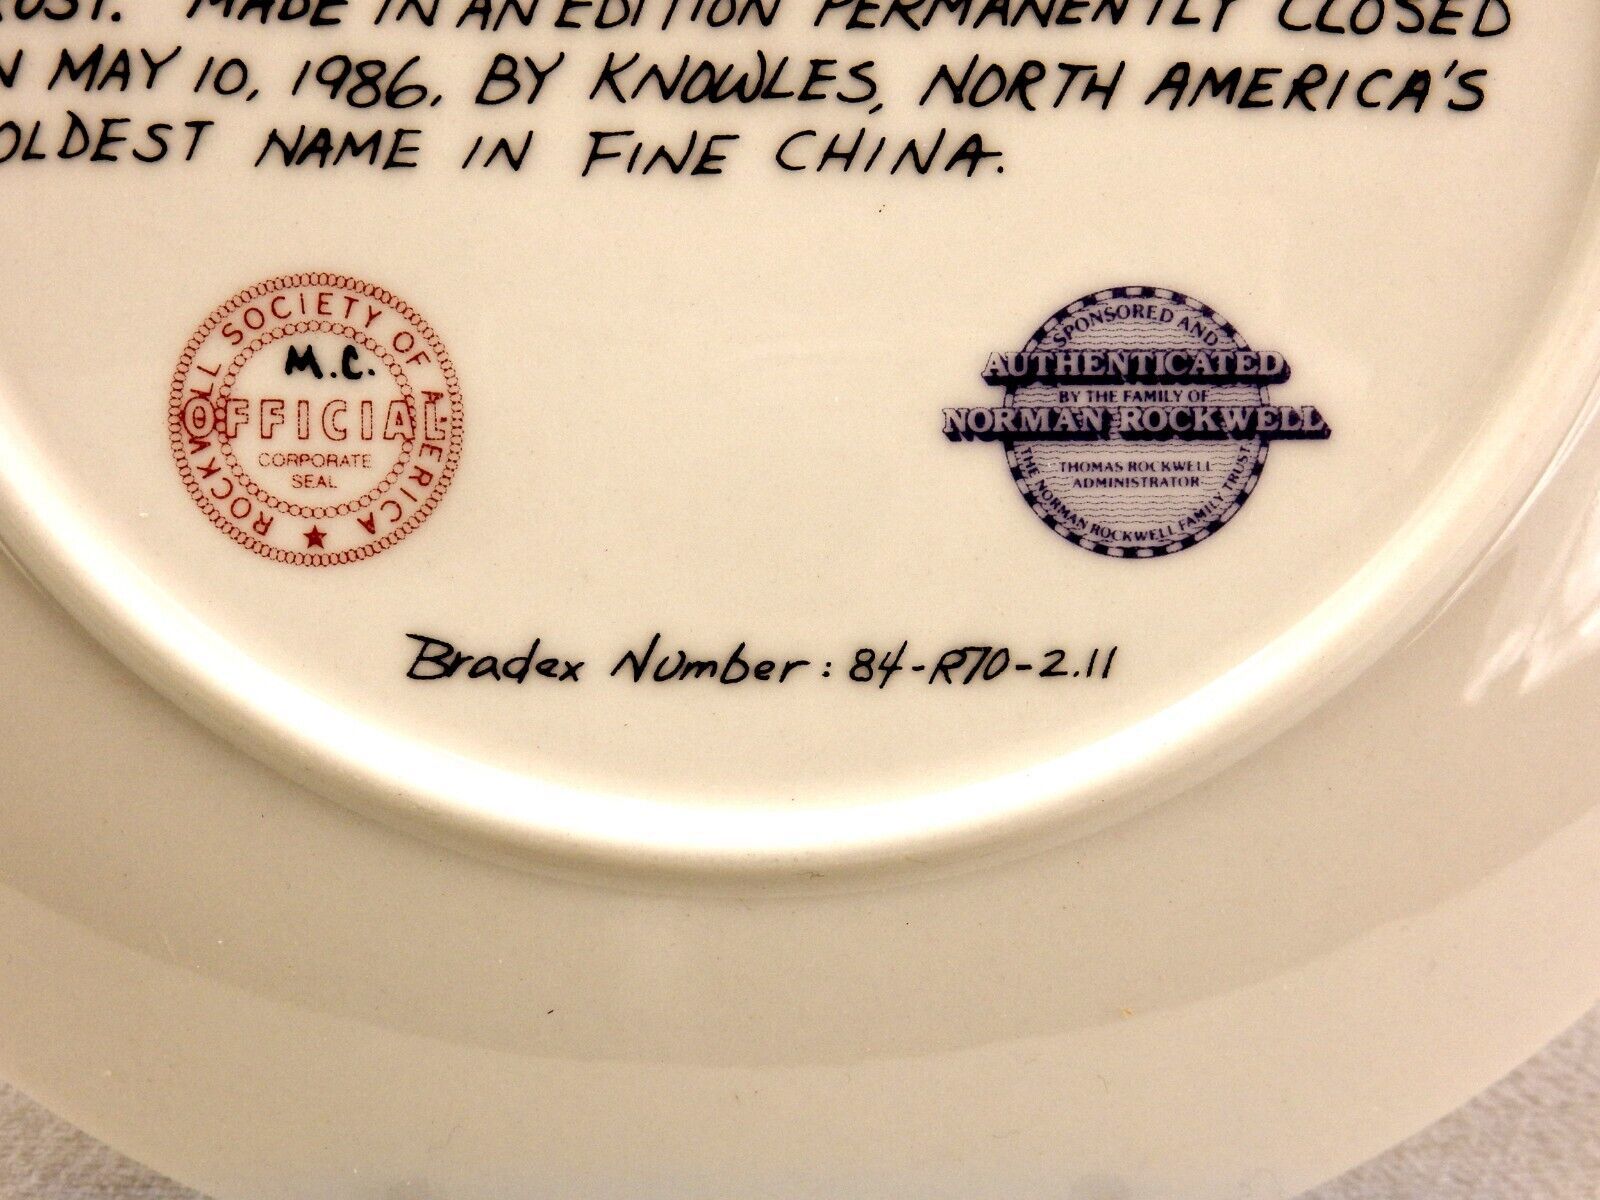 MADE IN AN EDITION PERMANENTLY CLOSED
MAY 10, 1986, BY KNOWLES, NORTH AMERICA'S
OLDEST NAME IN FINE CHINA.
ROCKWELL SOCIETY OF AMERICA
M.C.
OFFICIAL
CORPORATE
SEAL
SPONSORED AND
AUTHENTICATED
BY THE FAMILY OF
NORMAN ROCKWELL
THOMAS ROCKWELL
ADMINISTRATOR
THE NORMAN ROCKWELL FAMILY TRUST
Bradex Number: 84-R70-2.11